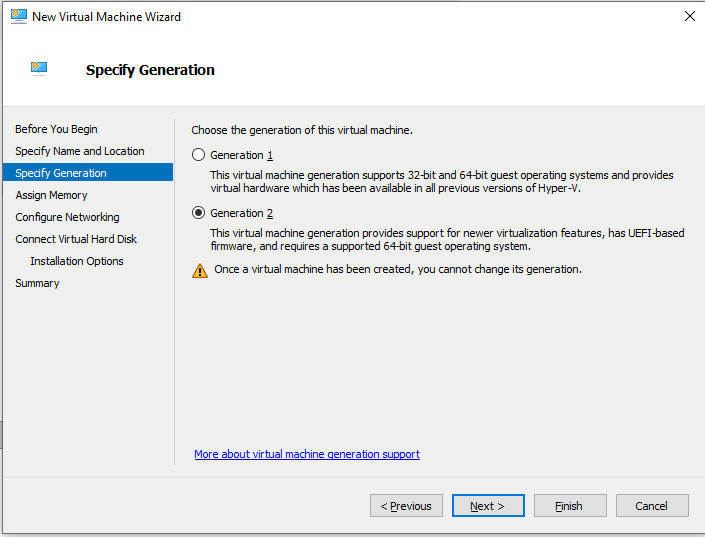 New Virtual Machine Wizard
Specify Generation
Before You Begin
Specify Name and Location
Specify Generation
Assign Memory
Configure Networking
Connect Virtual Hard Disk
Installation Options
Summary
Choose the generation of this virtual machine.
Generation 1
This virtual machine generation supports 32-bit and 64-bit guest operating systems and provides
virtual hardware which has been available in all previous versions of Hyper-V.
Generation 2
This virtual machine generation provides support for newer virtualization features, has UEFI-based
firmware, and requires a supported 64-bit guest operating system.
Once a virtual machine has been created, you cannot change its generation.
More about virtual machine generation support
< Previous
Next >
Finish
Cancel